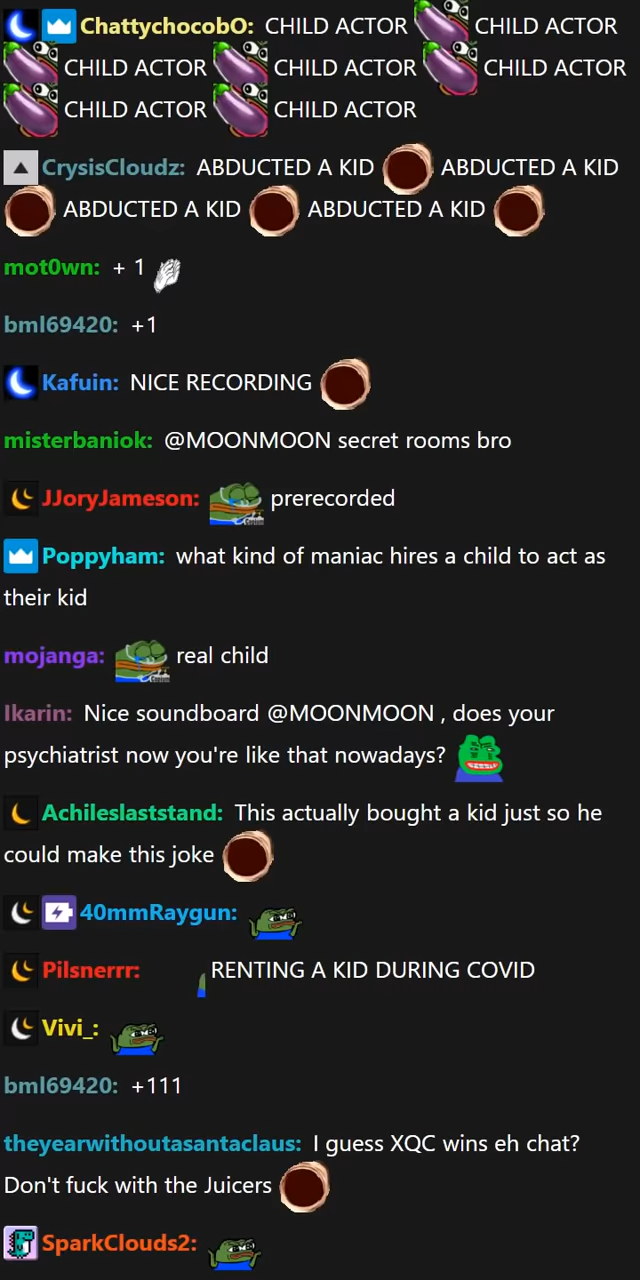 ChattychocobO: CHILD ACTOR CHILD ACTOR
CHILD ACTOR CHILD ACTOR CHILD ACTOR
CHILD ACTOR CHILD ACTOR
CrysisCloudz: ABDUCTED A KID ABDUCTED A KID
ABDUCTED A KID ABDUCTED A KID
mot0wn: + 1
bml69420: +1
Kafuin: NICE RECORDING
misterbaniok: @MOONMOON secret rooms bro
JJoryJameson: prerecorded
Poppyham: what kind of maniac hires a child to act as
their kid
mojanga: real child
Ikarin: Nice soundboard @MOONMOON , does your
psychiatrist now you're like that nowadays?
Achileslaststand: This actually bought a kid just so he
could make this joke
40mmRaygun:
Pilsnerrr: RENTING A KID DURING COVID
Vivi_:
bml69420: +111
theyearwithoutasantaclaus: I guess XQC wins eh chat?
Don't fuck with the Juicers
SparkClouds2: